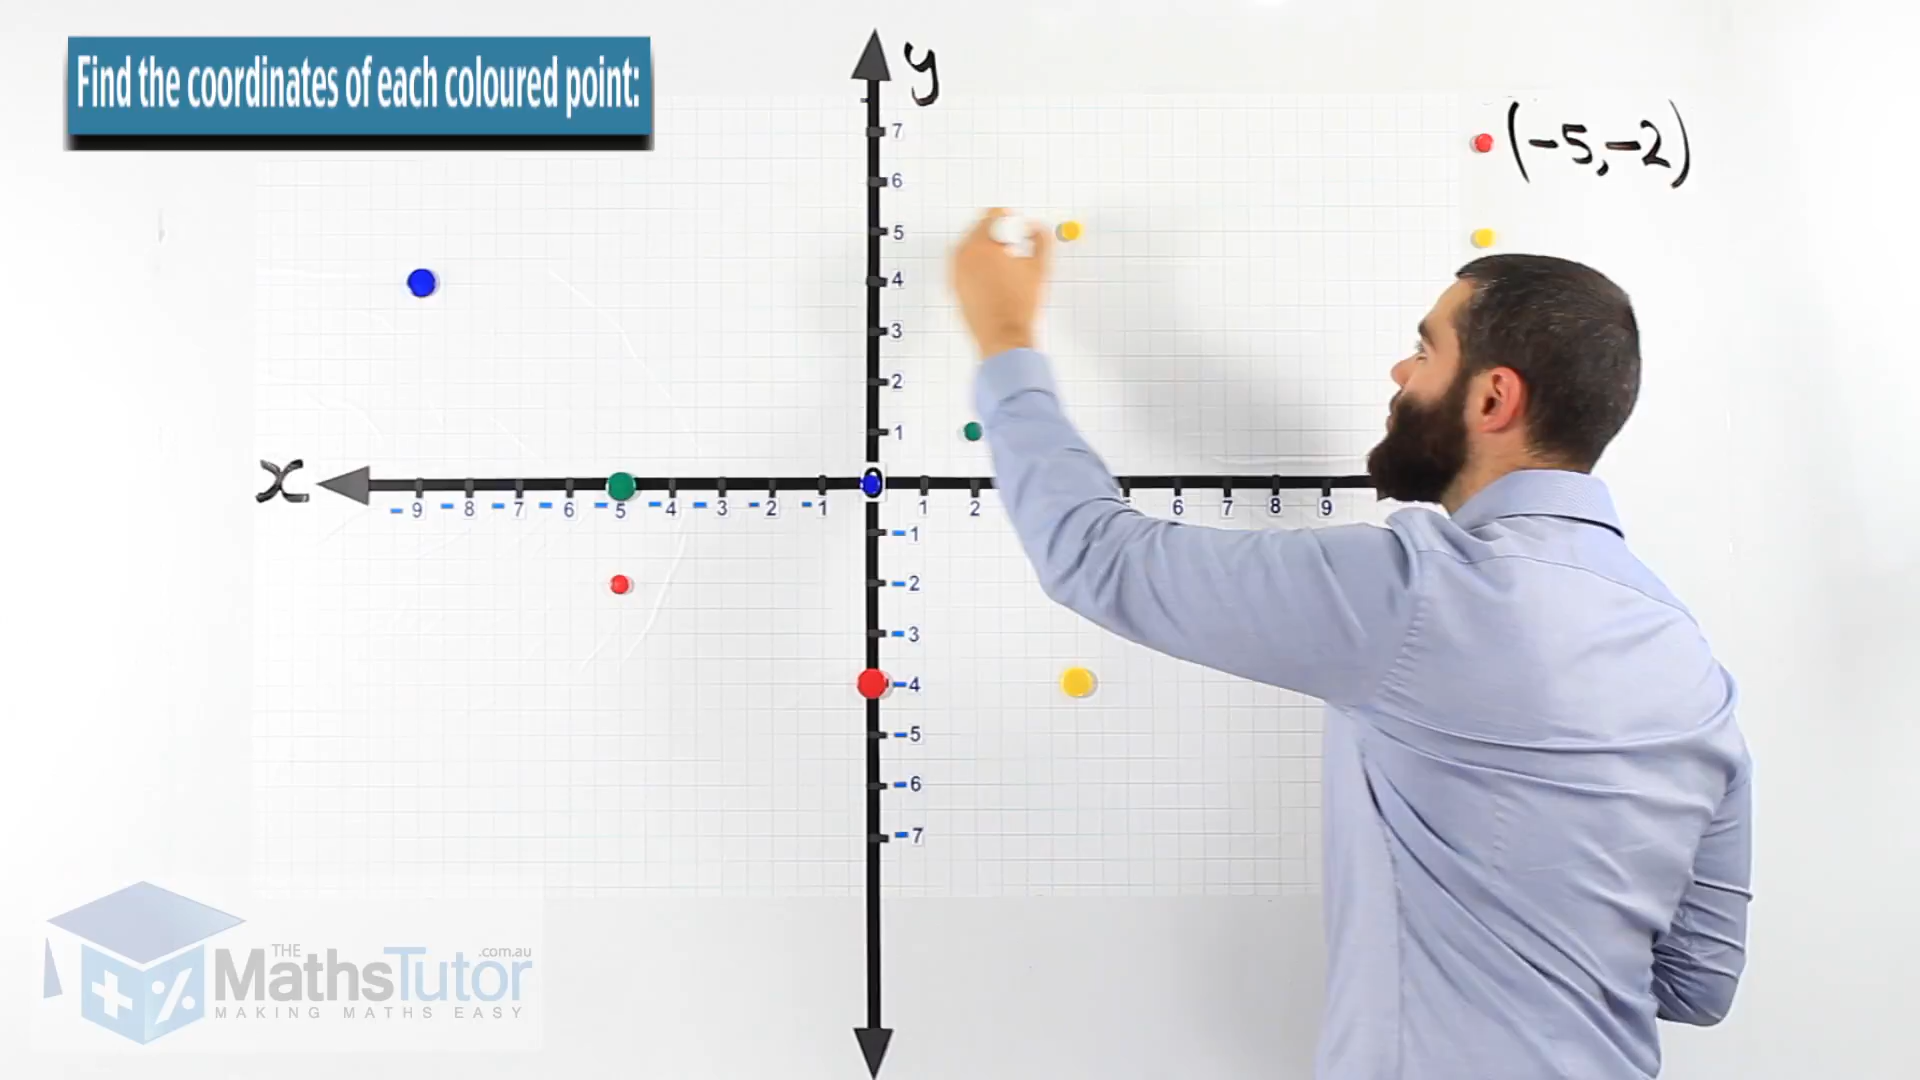 Find the coordinates of each coloured point:
y
7
6
5
4
3
2
1
x
0
-9 -8 -7 -6 -5 -4 -3 -2 -1 1 2 5 6 7 8 9
-1
-2
-3
-4
-5
-6
-7
(-5,-2)
THE
MathsTutor.com.au
MAKING MATHS EASY